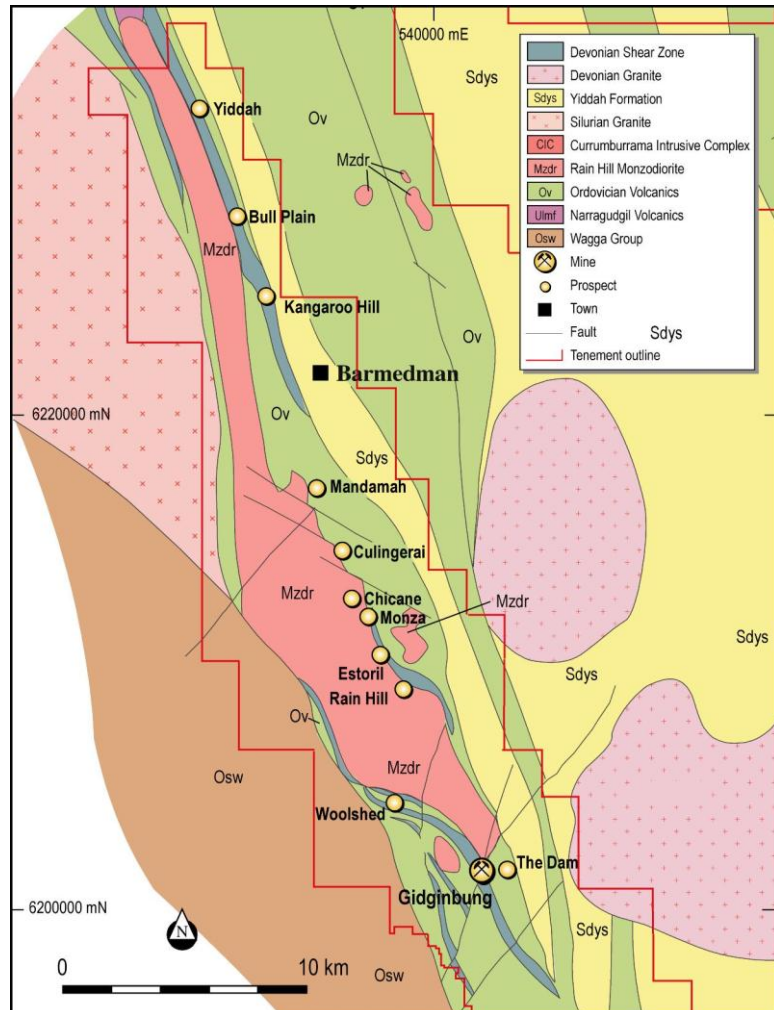 540000 mE
Sdys
Devonian Shear Zone
Devonian Granite
Sdys Yiddah Formation
Silurian Granite
CIC Currumburrama Intrusive Complex
Mzdr Rain Hill Monzodiorite
Ov Ordovician Volcanics
Ulmf Narragudgil Volcanics
Osw Wagga Group
Mine
Prospect
Town
Fault
Sdys
Tenement outline
Yiddah
Ov
Mzdr
Bull Plain
Mzdr
Kangaroo Hill
Ov
Barmedman
6220000 mN
Ov
Sdys
Mandamah
Culingerai
Mzdr
Chicane
Mzdr
Monza
Sdys
Estoril
Sdys
Rain Hill
Ov
Mzdr
Osw
Woolshed
The Dam
Gidginbung
6200000 mN
Sdys
N
0 10 km
Osw